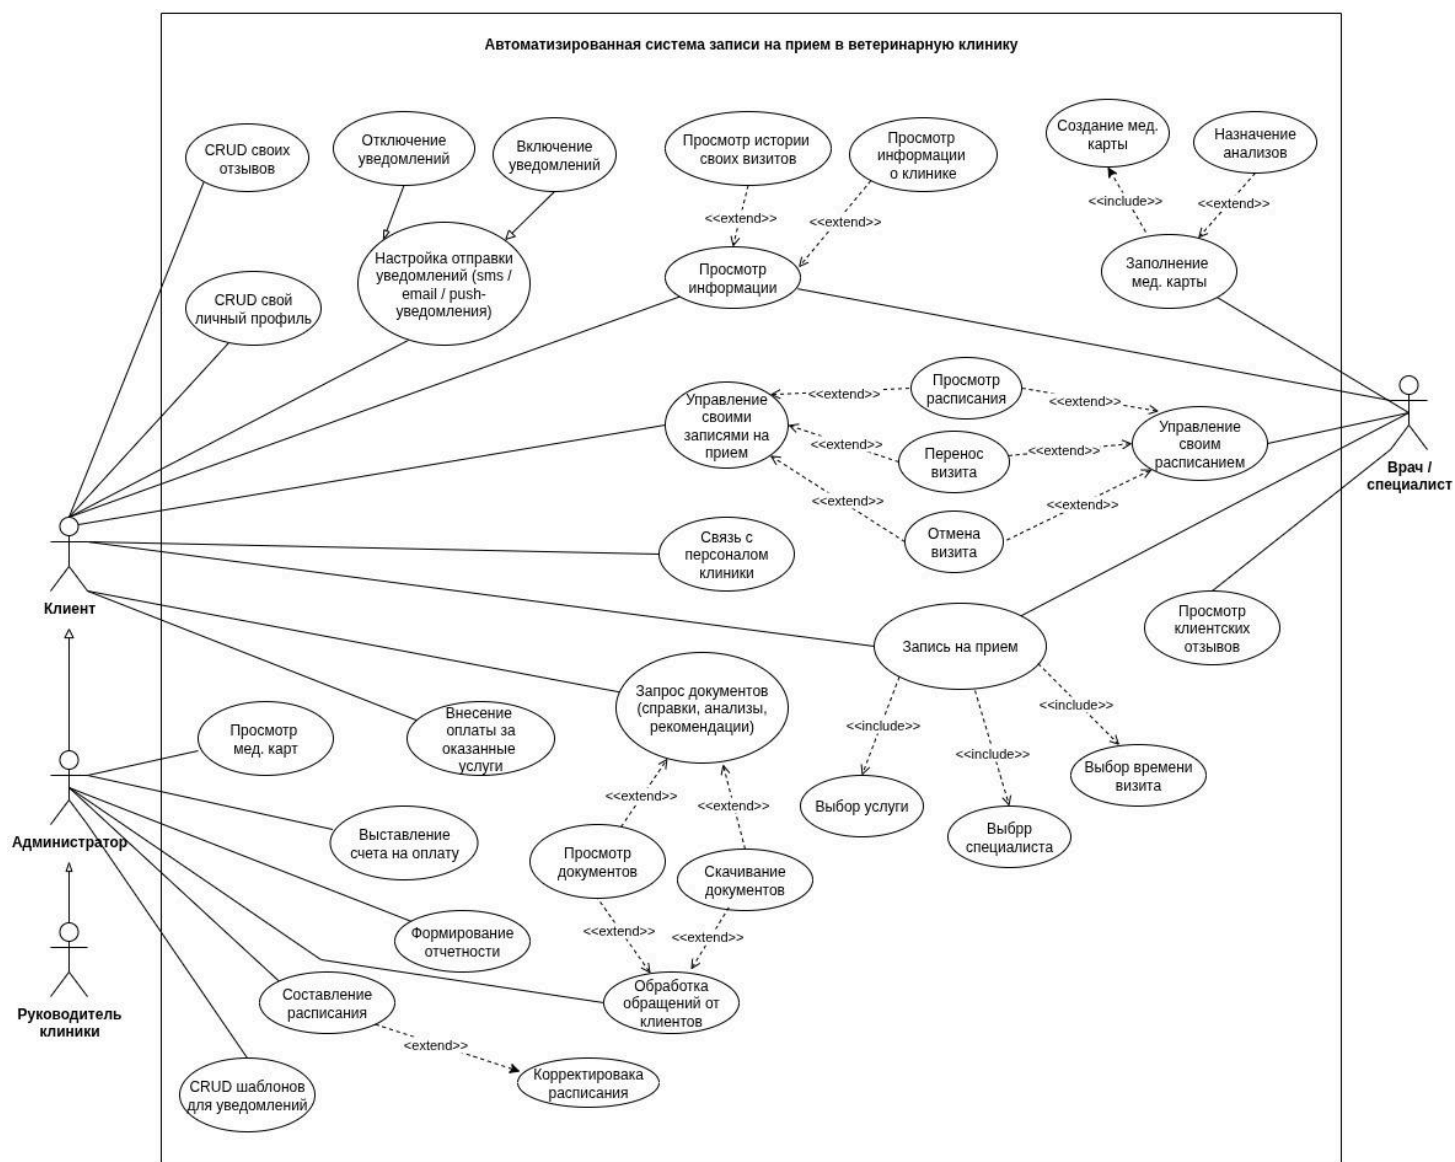 Автоматизированная система записи на прием в ветеринарную клинику
CRUD своих
отзывов
Отключение
уведомлений
Включение
уведомлений
Просмотр истории
своих визитов
Просмотр
информации
о клинике
Создание мед.
карты
Назначение
анализов
<<extend>>
<<extend>>
<<include>>
<<extend>>
CRUD свой
личный профиль
Настройка отправки
уведомлений (sms /
email / push-
уведомления)
Просмотр
информации
Заполнение
мед. карты
Управление
своими
записями на
прием
<<extend>>
Просмотр
расписания
<<extend>>
Управление
своим
расписанием
<<extend>>
Перенос
визита
<<extend>>
<<extend>>
Отмена
визита
<<extend>>
Врач /
специалист
Связь с
персоналом
клиники
Клиент
Просмотр
клиентских
отзывов
Запись на прием
Запрос документов
(справки, анализы,
рекомендации)
Просмотр
мед. карт
Внесение
оплаты за
оказанные
услуги
<<include>>
<<include>>
<<include>>
Выбор услуги
Выбрр
специалиста
Выбор времени
визита
<<extend>>
<<extend>>
Администратор
Выставление
счета на оплату
Просмотр
документов
Скачивание
документов
<<extend>>
<<extend>>
Формирование
отчетности
Руководитель
клиники
Составление
расписания
Обработка
обращений от
клиентов
<extend>>
Корректировака
расписания
CRUD шаблонов
для уведомлений